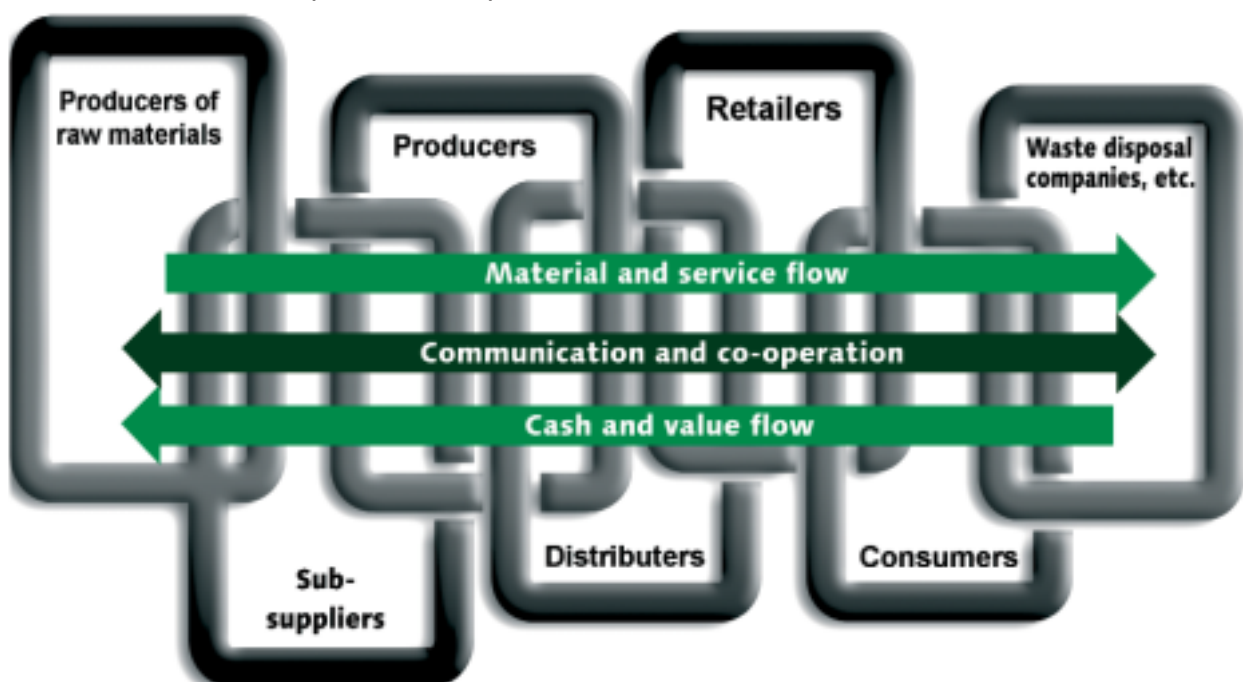 Producers of
raw materials
Producers
Retailers
Waste disposal
companies, etc.
Material and service flow
Communication and co-operation
Cash and value flow
Sub-
suppliers
Distributers
Consumers